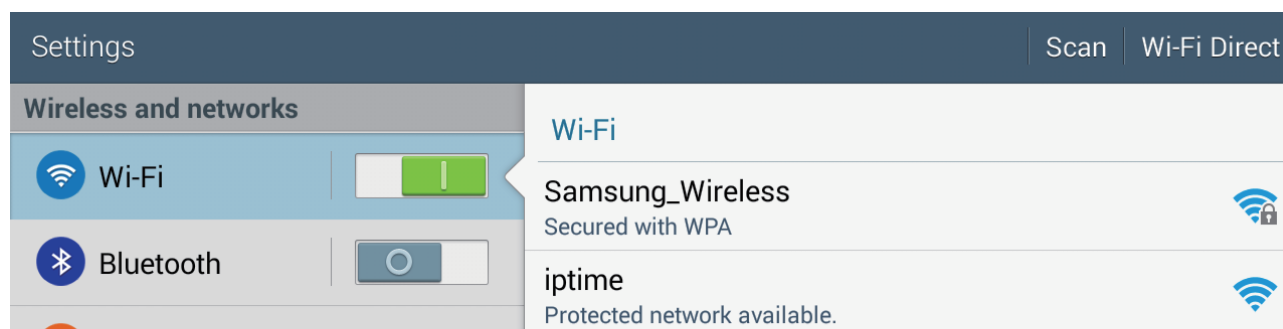 Settings
Scan
Wi-Fi Direct
Wireless and networks
Wi-Fi
Bluetooth
Wi-Fi
Samsung_Wireless
Secured with WPA
iptime
Protected network available.